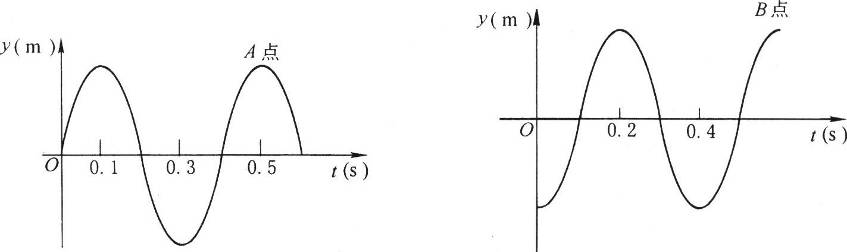 y(m)
A点
O
0.1
0.3
0.5
t(s)
y(m)
B点
O
0.2
0.4
t(s)